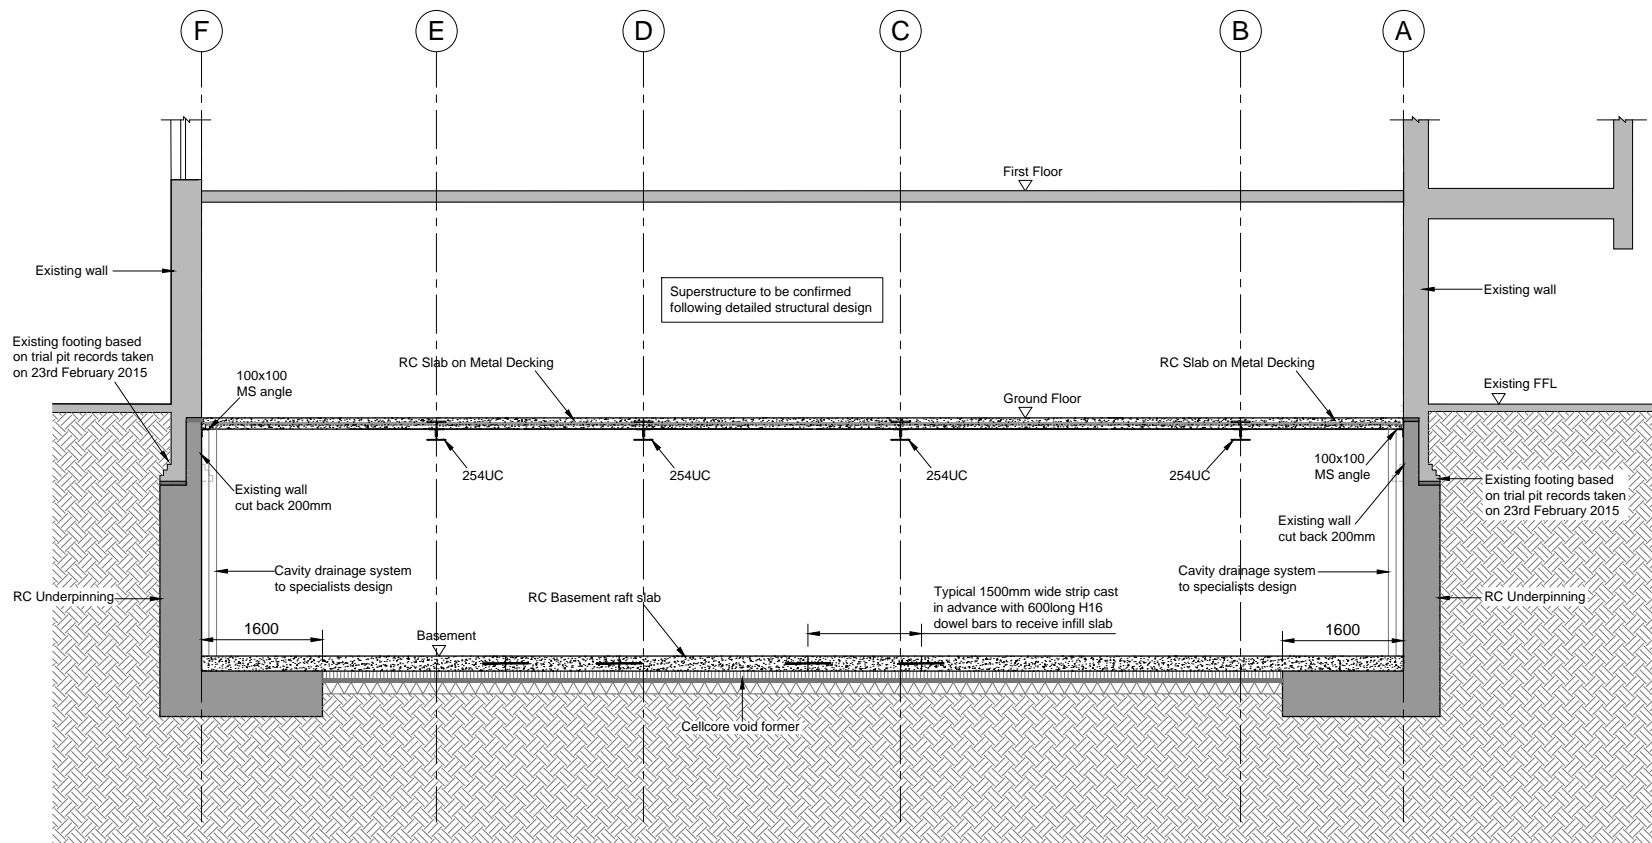 F
E
D
C
B
A
First Floor
Existing wall
Superstructure to be confirmed
following detailed structural design
Existing wall
Existing footing based
on trial pit records taken
on 23rd February 2015
100x100
MS angle
RC Slab on Metal Decking
RC Slab on Metal Decking
Ground Floor
Existing FFL
254UC
254UC
254UC
254UC
100x100
MS angle
Existing wall
cut back 200mm
Existing footing based
on trial pit records taken
on 23rd February 2015
Existing wall
cut back 200mm
Cavity drainage system
to specialists design
Cavity drainage system
to specialists design
RC Underpinning
RC Basement raft slab
Typical 1500mm wide strip cast
in advance with 600long H16
dowel bars to receive infill slab
RC Underpinning
1600
Basement
1600
Cellcore void former